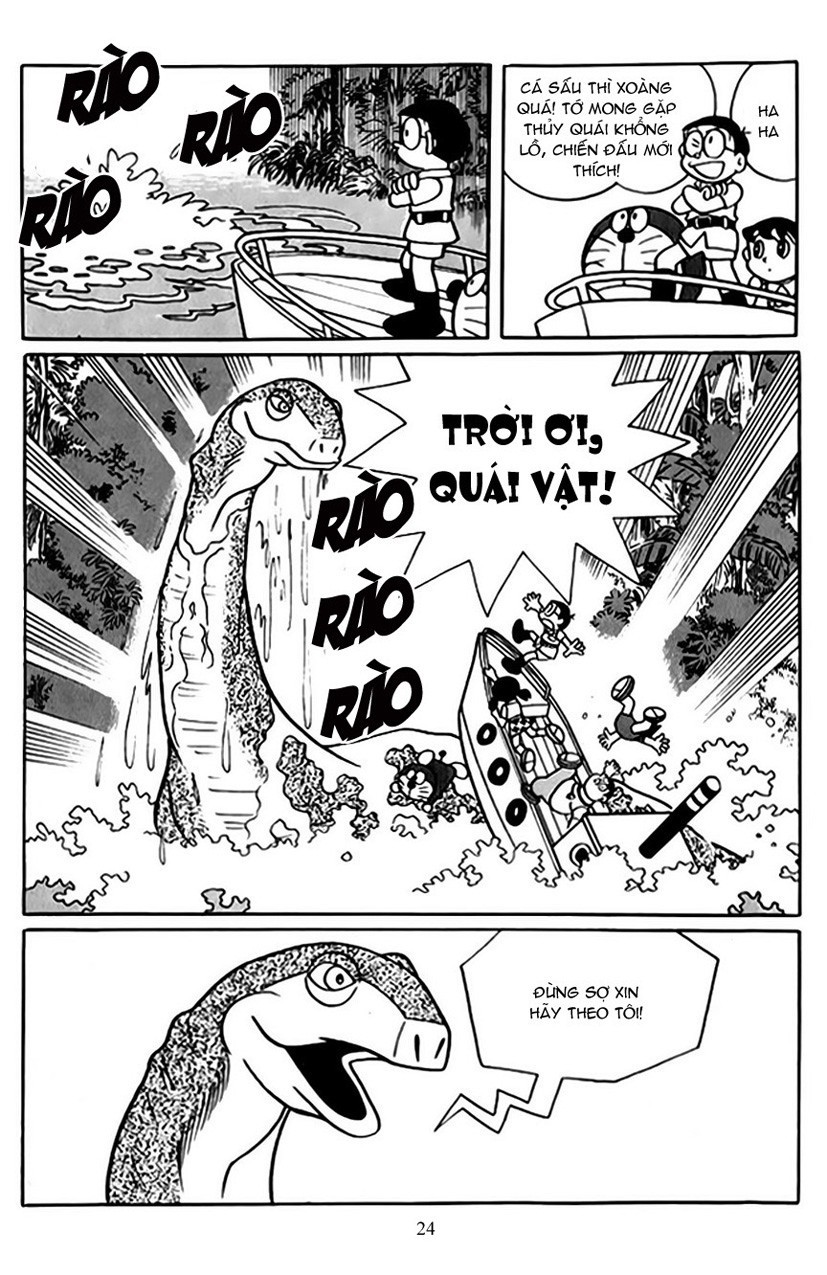 RÀO
RÀO
RÀO
CÁ SẤU THÌ XOÀNG
QUÁ! TỚ MONG GẶP
THỦY QUÁI KHỔNG
LỒ, CHIẾN ĐẤU MỚI
THÍCH!
HA
HA
TRỜI ƠI,
QUÁI VẬT!
RÀO
RÀO
RÀO
ĐỪNG SỢ XIN
HÃY THEO TÔI!
24